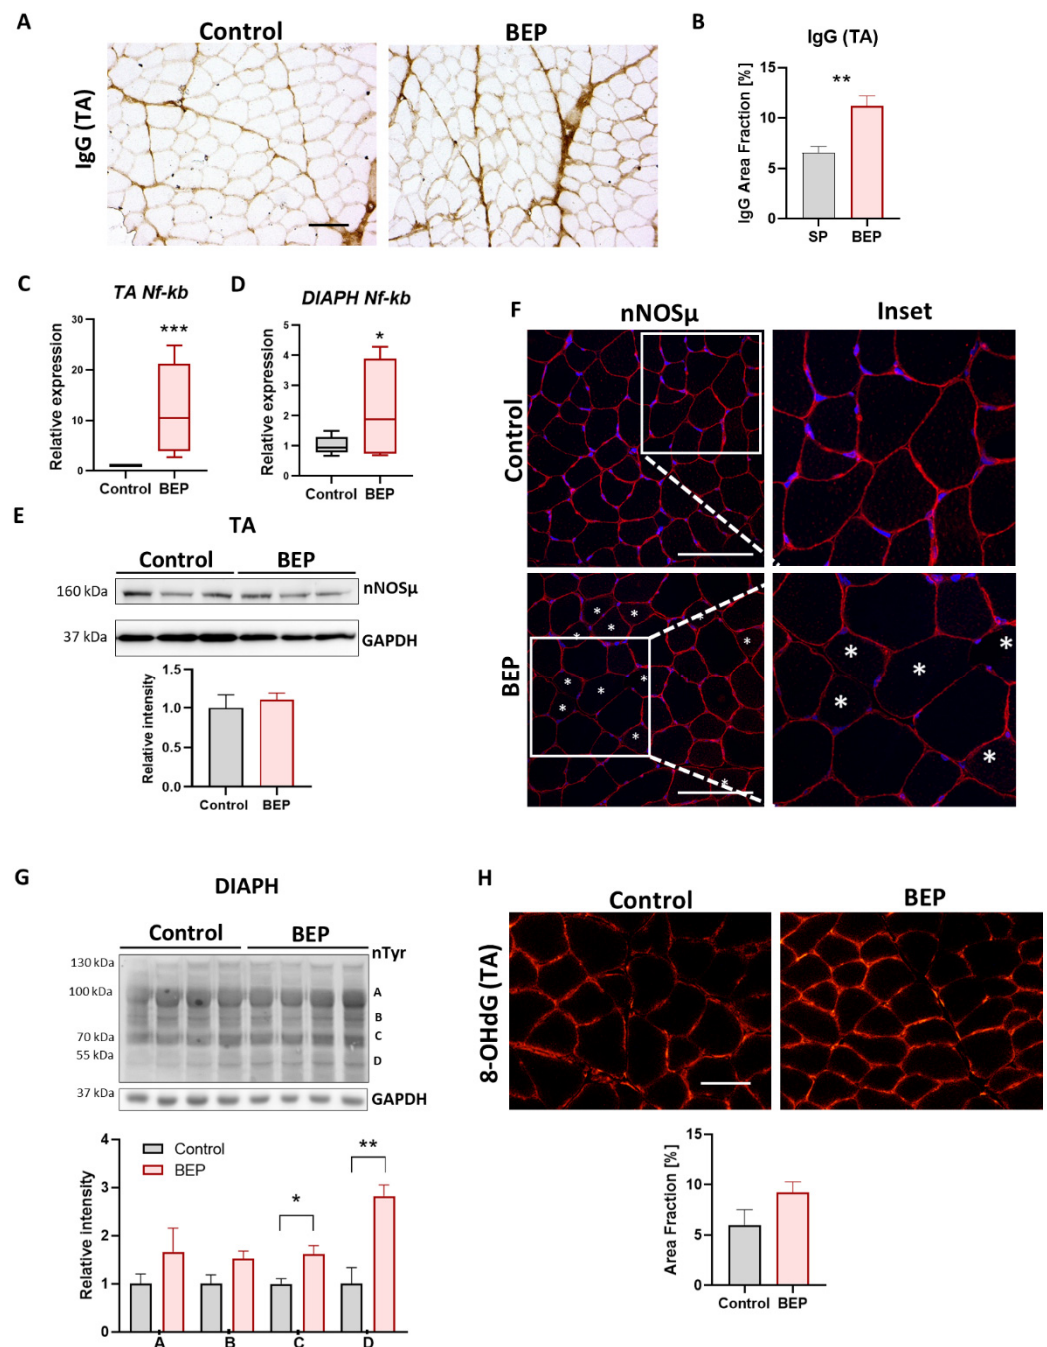 A
Control
BEP
IgG (TA)
B
IgG (TA)
IgG Area Fraction [%]
15
10
5
0
**
SP
BEP
C
TA Nf-kb
Relative expression
30
20
10
0
***
Control
BEP
D
DIAPH Nf-kb
Relative expression
5
4
3
2
1
0
*
Control
BEP
E
TA
Control
BEP
160 kDa
nNOSμ
37 kDa
GAPDH
Relative intensity
1.5
1.0
0.5
0.0
Control
BEP
F
nNOSμ
Inset
Control
BEP
* * * * * * * * * * * * *
* * * * *
G
DIAPH
Control
BEP
nTyr
130 kDa
100 kDa
A
B
70 kDa
C
55 kDa
D
37 kDa
GAPDH
Relative intensity
4
3
2
1
0
Control
BEP
*
**
A
B
C
D
H
Control
BEP
8-OHdG (TA)
Area Fraction [%]
15
10
5
0
Control
BEP